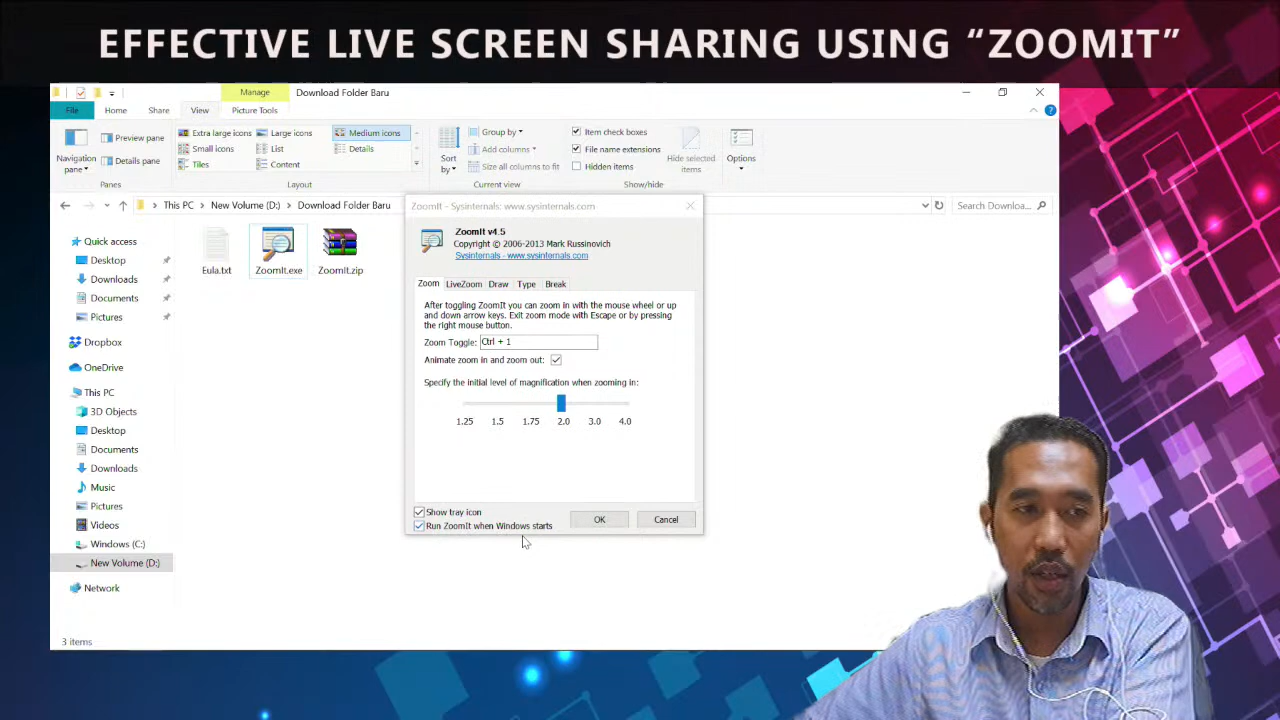 EFFECTIVE LIVE SCREEN SHARING USING “ZOOMIT”
Manage
Download Folder Baru
File
Home
Share
View
Picture Tools
Navigation
pane
Preview pane
Details pane
Panes
Extra large icons
Large icons
Medium icons
Small icons
List
Details
Tiles
Content
Layout
Sort
by
Group by
Add columns
Size all columns to fit
Current view
Item check boxes
File name extensions
Hidden items
Hide selected
items
Show/hide
Options
This PC
New Volume (D:)
Download Folder Baru
Search Downloa...
Quick access
Desktop
Downloads
Documents
Pictures
Dropbox
OneDrive
This PC
3D Objects
Desktop
Documents
Downloads
Music
Pictures
Videos
Windows (C:)
New Volume (D:)
Network
3 items
Eula.txt
ZoomIt.exe
ZoomIt.zip
ZoomIt - Sysinternals: www.sysinternals.com
ZoomIt v4.5
Copyright © 2006-2013 Mark Russinovich
Sysinternals - www.sysinternals.com
Zoom
LiveZoom
Draw
Type
Break
After toggling ZoomIt you can zoom in with the mouse wheel or up
and down arrow keys. Exit zoom mode with Escape or by pressing
the right mouse button.
Zoom Toggle: Ctrl + 1
Animate zoom in and zoom out:
Specify the initial level of magnification when zooming in:
1.25 1.5 1.75 2.0 3.0 4.0
Show tray icon
Run ZoomIt when Windows starts
OK
Cancel